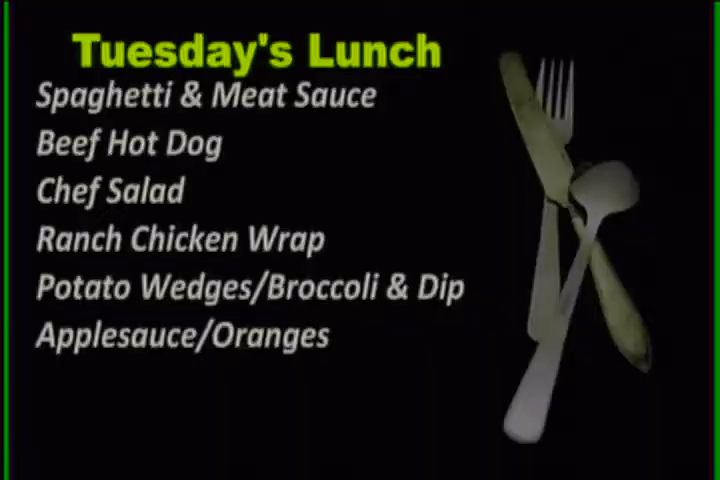 Tuesday's Lunch
Spaghetti & Meat Sauce
Beef Hot Dog
Chef Salad
Ranch Chicken Wrap
Potato Wedges/Broccoli & Dip
Applesauce/Oranges